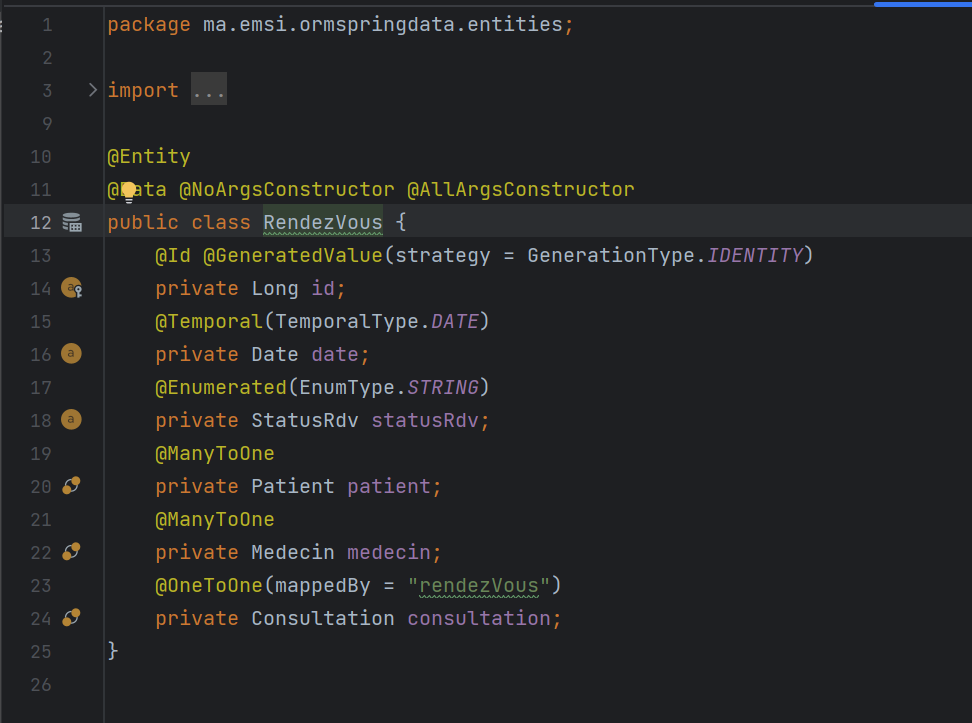 1 package ma.emsi.ormspringdata.entities;
2
3 import ...
9
10 @Entity
11 @Data @NoArgsConstructor @AllArgsConstructor
12 public class RendezVous {
13 @Id @GeneratedValue(strategy = GenerationType.IDENTITY)
14 private Long id;
15 @Temporal(TemporalType.DATE)
16 private Date date;
17 @Enumerated(EnumType.STRING)
18 private StatusRdv statusRdv;
19 @ManyToOne
20 private Patient patient;
21 @ManyToOne
22 private Medecin medecin;
23 @OneToOne(mappedBy = "rendezVous")
24 private Consultation consultation;
25 }
26